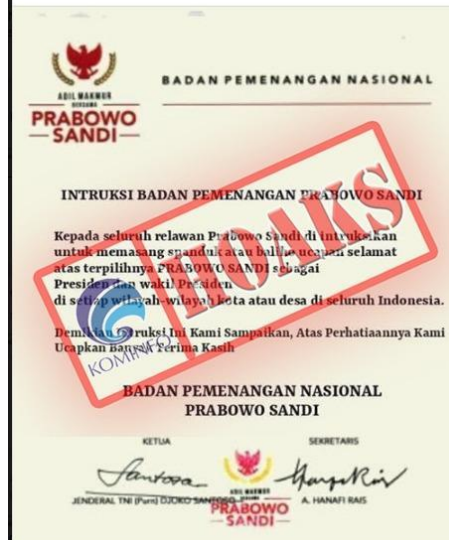 BADAN PEMENANGAN NASIONAL
ADIL MAKMUR
BERSAMA
PRABOWO
SANDI
INTRUKSI BADAN PEMENANGAN PRABOWO SANDI
Kepada seluruh relawan Prabowo Sandi di intruksikan
untuk memasang spanduk atau baliho ucapan selamat
atas terpilihnya PRABOWO SANDI sebagai
Presiden dan wakil Presiden
di setiap wilayah-wilayah kota atau desa di seluruh Indonesia.
Demikian Intruksi Ini Kami Sampaikan, Atas Perhatiaannya Kami
Ucapkan Banyak Terima Kasih
HOAKS
KOMINFO
BADAN PEMENANGAN NASIONAL
PRABOWO SANDI
KETUA
SEKRETARIS
JENDERAL TNI (Purn) DJOKO SANTOSO
A. HANAFI RAIS
ADIL MAKMUR
PRABOWO
SANDI